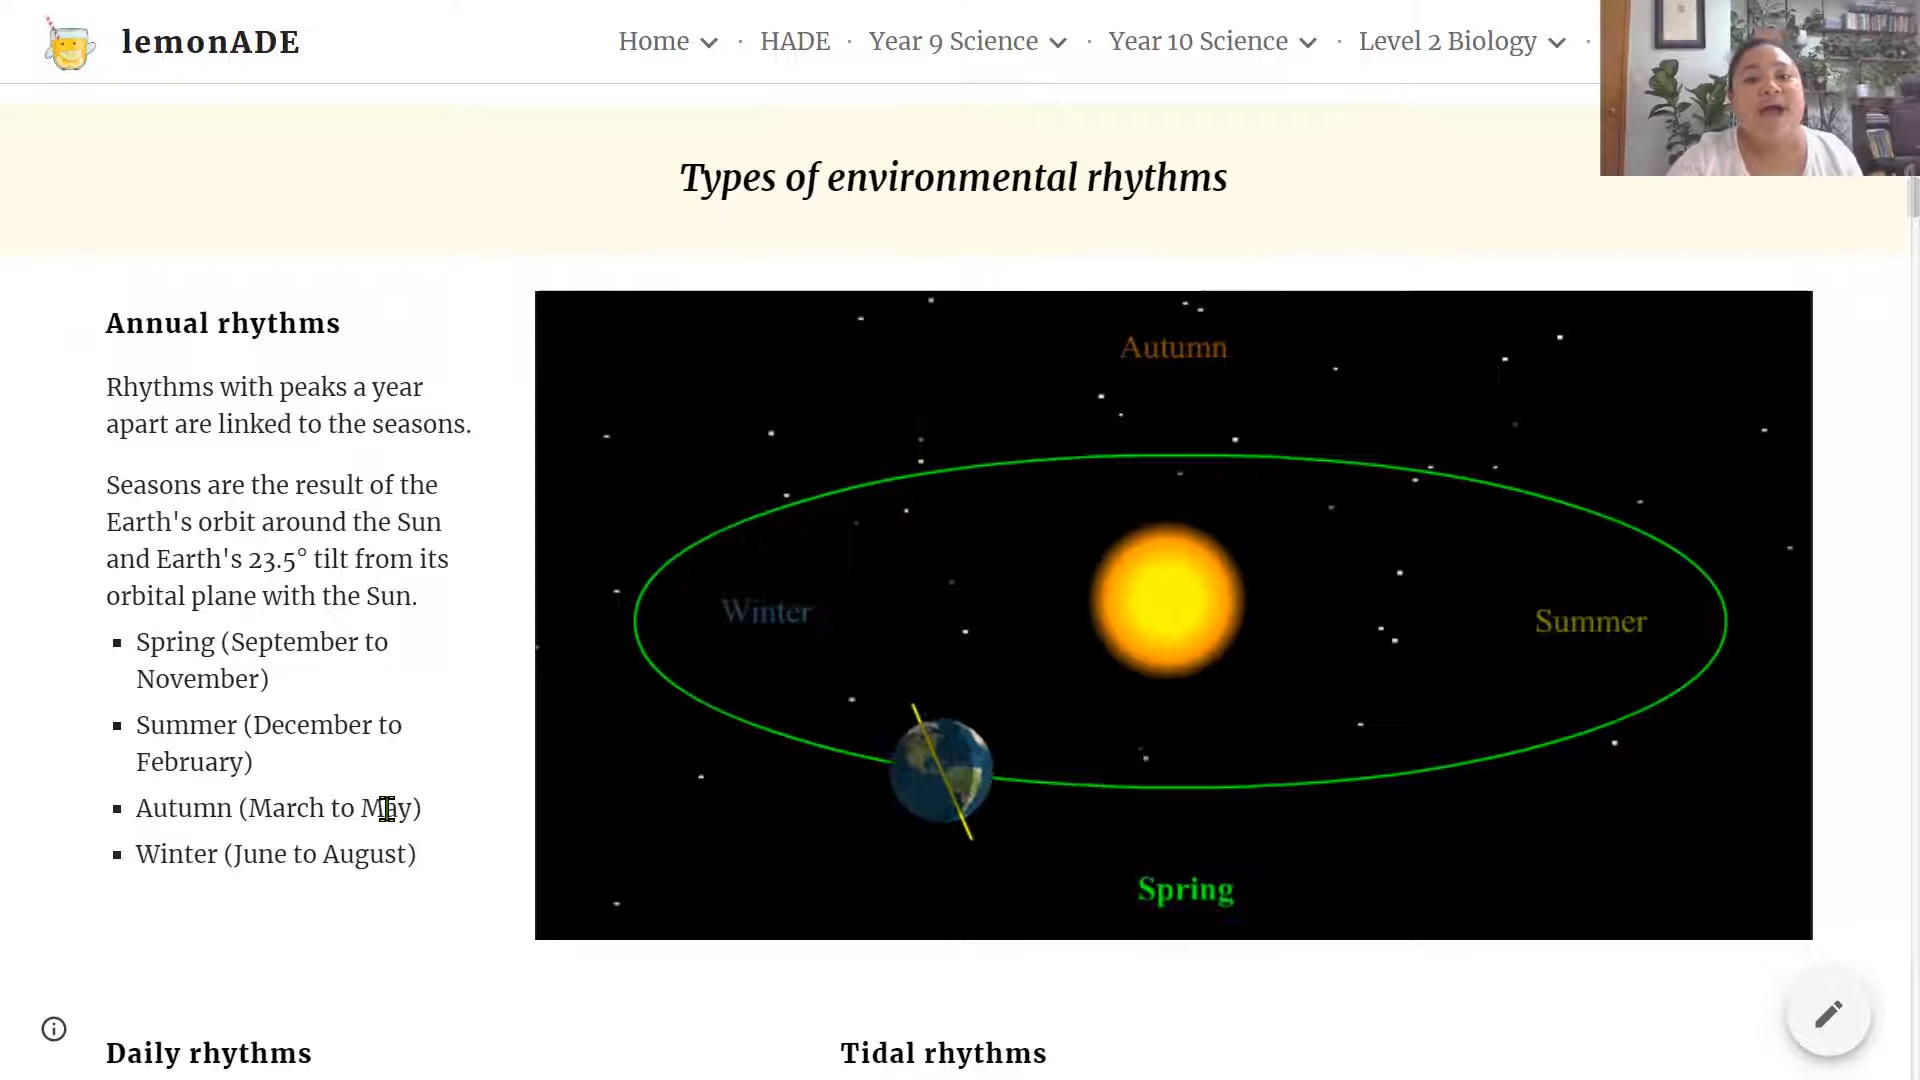 lemonADE
Home · HADE · Year 9 Science · Year 10 Science · Level 2 Biology ·
Types of environmental rhythms
Annual rhythms
Rhythms with peaks a year
apart are linked to the seasons.
Seasons are the result of the
Earth's orbit around the Sun
and Earth's 23.5° tilt from its
orbital plane with the Sun.
▪ Spring (September to
November)
▪ Summer (December to
February)
▪ Autumn (March to May)
▪ Winter (June to August)
Autumn
Winter
Summer
Spring
Daily rhythms
Tidal rhythms